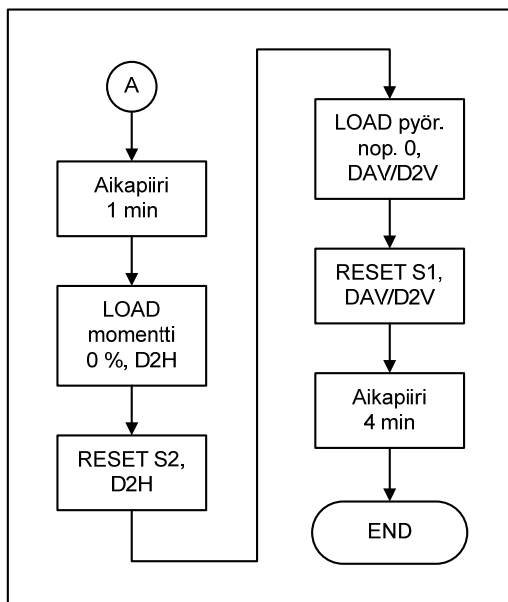 A
Aikapiiri
1 min
LOAD
momentti
0 %, D2H
RESET S2,
D2H
LOAD pyör.
nop. 0,
DAV/D2V
RESET S1,
DAV/D2V
Aikapiiri
4 min
END